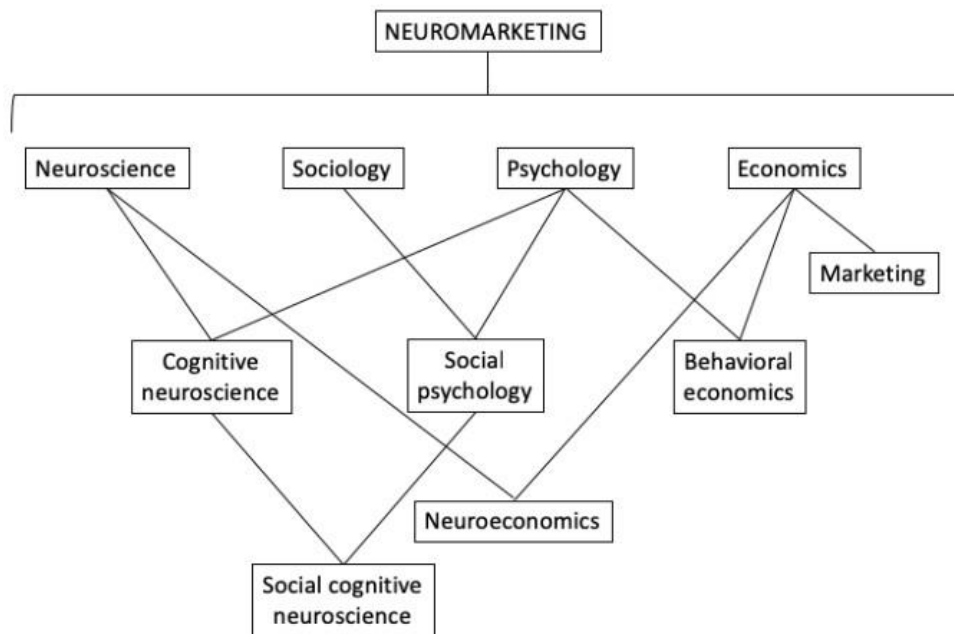 NEUROMARKETING
Neuroscience
Sociology
Psychology
Economics
Marketing
Cognitive
neuroscience
Social
psychology
Behavioral
economics
Neuroeconomics
Social cognitive
neuroscience